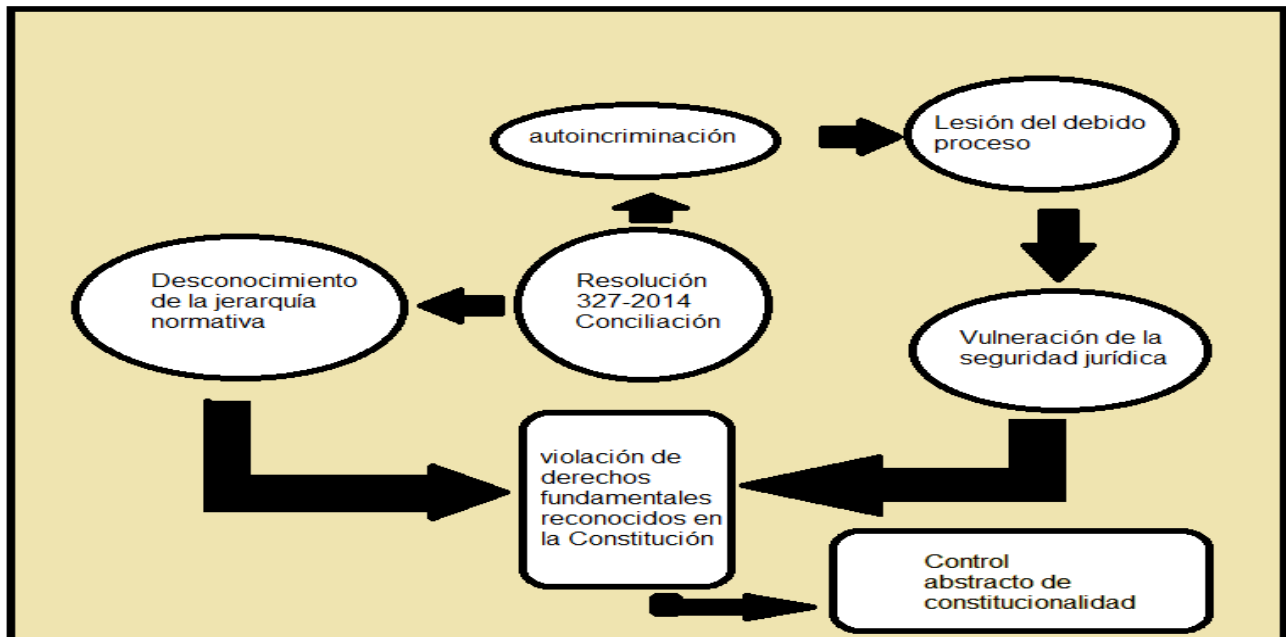 autoincriminación
Lesión del debido
proceso
Desconocimiento
de la jerarquía
normativa
Resolución
327-2014
Conciliación
Vulneración de la
seguridad jurídica
violación de
derechos
fundamentales
reconocidos en
la Constitución
Control
abstracto de
constitucionalidad